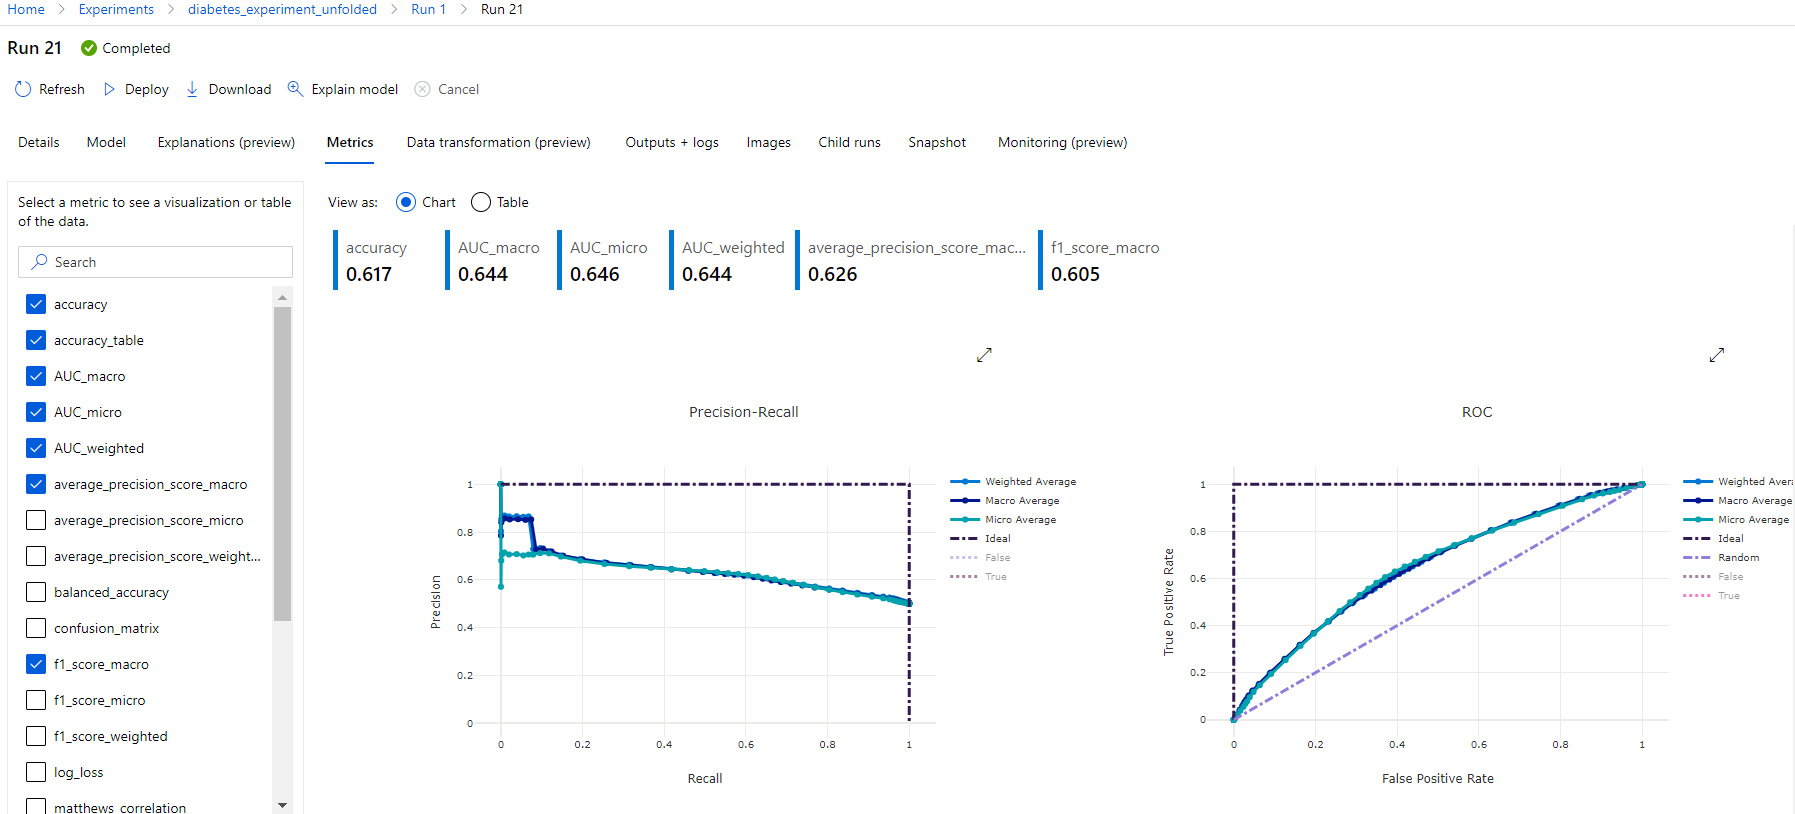 Home > Experiments > diabetes_experiment_unfolded > Run 1 > Run 21
Run 21 Completed
Refresh Deploy Download Explain model Cancel
Details Model Explanations (preview) Metrics Data transformation (preview) Outputs + logs Images Child runs Snapshot Monitoring (preview)
Select a metric to see a visualization or table
of the data.
Search
accuracy
accuracy_table
AUC_macro
AUC_micro
AUC_weighted
average_precision_score_macro
average_precision_score_micro
average_precision_score_weight...
balanced_accuracy
confusion_matrix
f1_score_macro
f1_score_micro
f1_score_weighted
log_loss
matthews_correlation
View as: Chart Table
accuracy AUC_macro AUC_micro AUC_weighted average_precision_score_mac... f1_score_macro
0.617 0.644 0.646 0.644 0.626 0.605
Precision-Recall
Precision
1
0.8
0.6
0.4
0.2
0
0 0.2 0.4 0.6 0.8 1
Recall
Weighted Average
Macro Average
Micro Average
Ideal
False
True
ROC
True Positive Rate
1
0.8
0.6
0.4
0.2
0
0 0.2 0.4 0.6 0.8 1
False Positive Rate
Weighted Aver
Macro Average
Micro Average
Ideal
Random
False
True